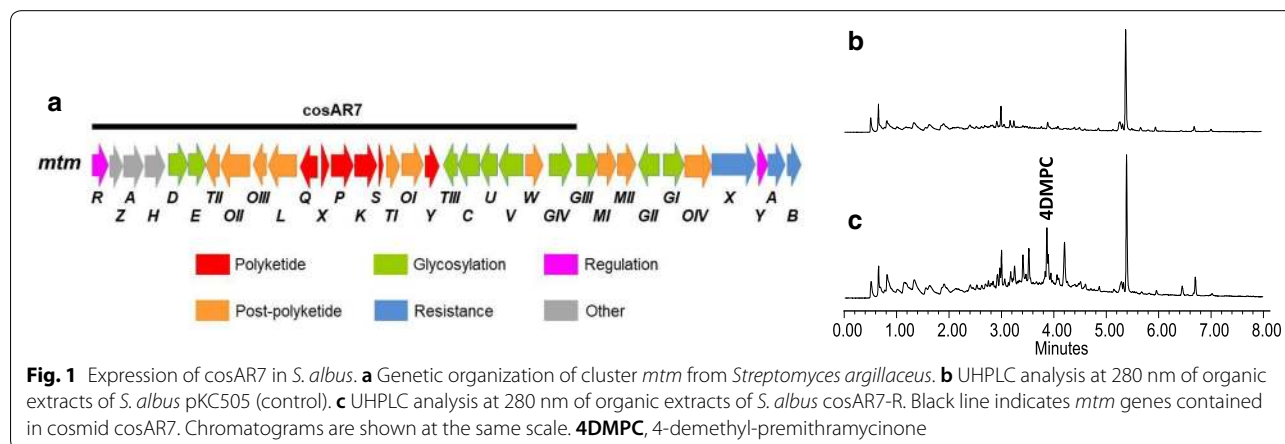 a
cosAR7
mtm
R A D TII OIII Q P S OI TIII U W GIII MII GI X A
Z H E OII L X K TI Y C V GIV MI GII OIV Y B
Polyketide Glycosylation Regulation
Post-polyketide Resistance Other
b
c
4DMPC
0.00 1.00 2.00 3.00 4.00 5.00 6.00 7.00 8.00
Minutes
Fig. 1 Expression of cosAR7 in S. albus. a Genetic organization of cluster mtm from Streptomyces argillaceus. b UHPLC analysis at 280 nm of organic
extracts of S. albus pKC505 (control). c UHPLC analysis at 280 nm of organic extracts of S. albus cosAR7-R. Black line indicates mtm genes contained
in cosmid cosAR7. Chromatograms are shown at the same scale. 4DMPC, 4-demethyl-premithramycinone